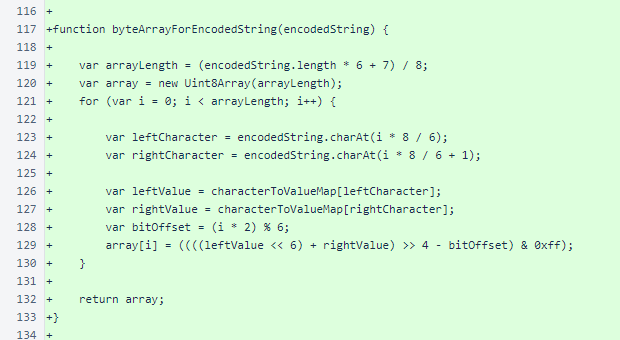 116 +
117 +function byteArrayForEncodedString(encodedString) {
118 +
119 +    var arrayLength = (encodedString.length * 6 + 7) / 8;
120 +    var array = new Uint8Array(arrayLength);
121 +    for (var i = 0; i < arrayLength; i++) {
122 +
123 +        var leftCharacter = encodedString.charAt(i * 8 / 6);
124 +        var rightCharacter = encodedString.charAt(i * 8 / 6 + 1);
125 +
126 +        var leftValue = characterToValueMap[leftCharacter];
127 +        var rightValue = characterToValueMap[rightCharacter];
128 +        var bitOffset = (i * 2) % 6;
129 +        array[i] = ((((leftValue << 6) + rightValue) >> 4 - bitOffset) & 0xff);
130 +    }
131 +
132 +    return array;
133 +}
134 +